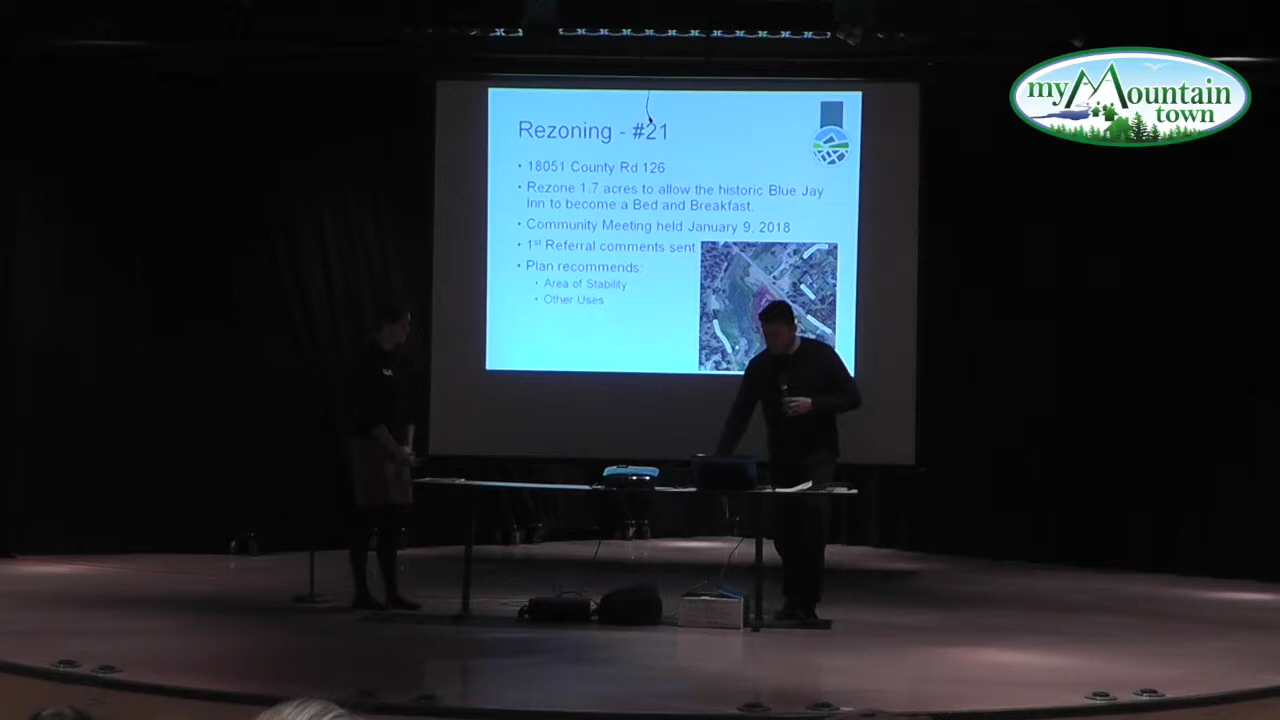 my Mountain
town
Rezoning - #21
• 18051 County Rd 126
• Rezone 1.7 acres to allow the historic Blue Jay
Inn to become a Bed and Breakfast.
• Community Meeting held January 9, 2018
• 1st Referral comments sent
• Plan recommends:
• Area of Stability
• Other Uses